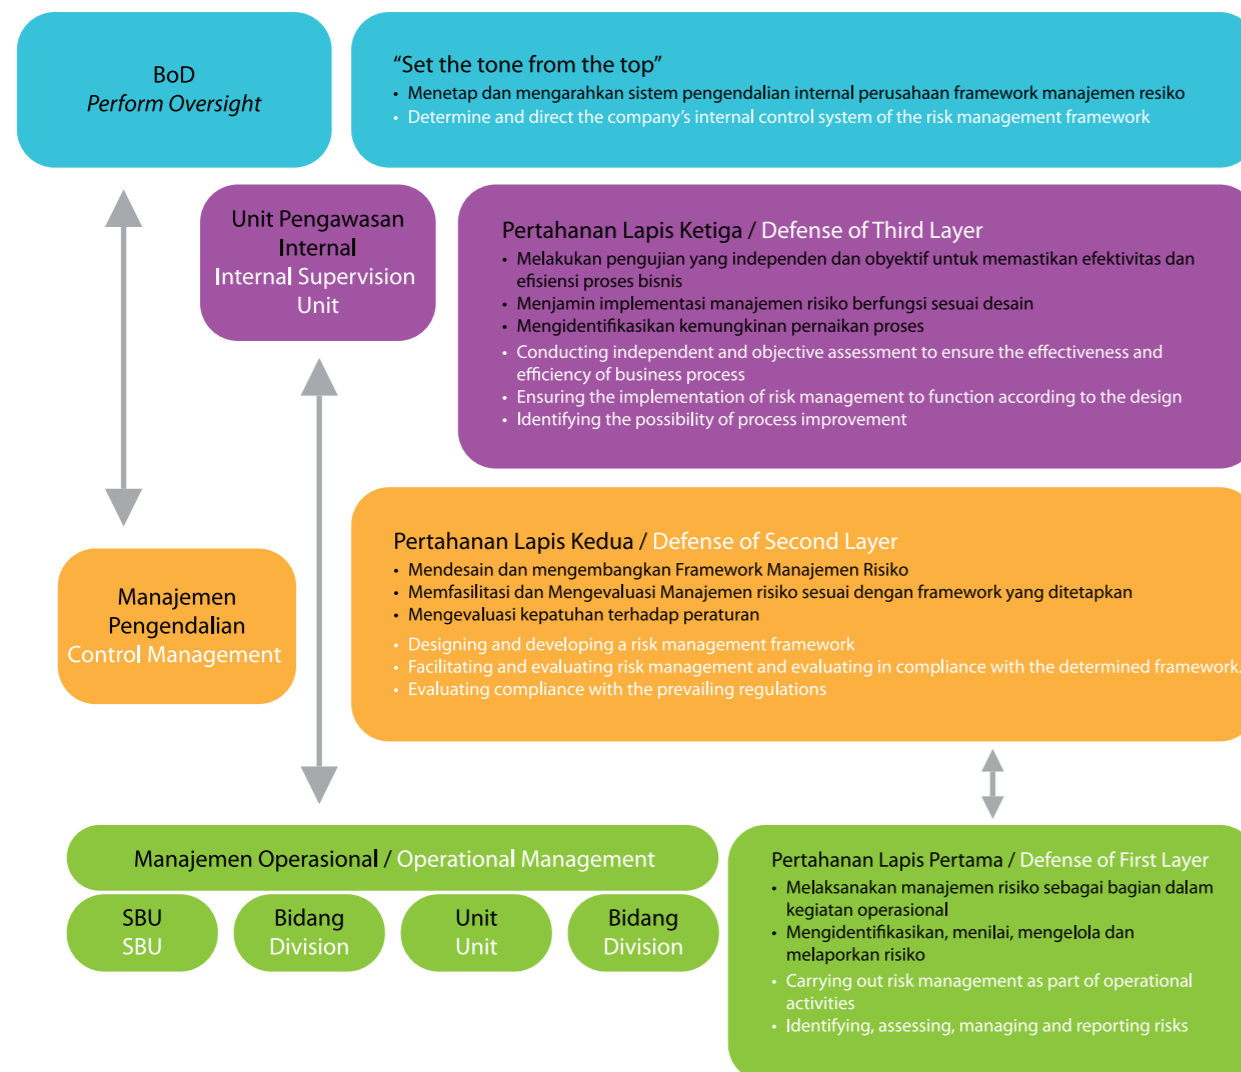 BoD
Perform Oversight
“Set the tone from the top”
• Menetap dan mengarahkan sistem pengendalian internal perusahaan framework manajemen resiko
• Determine and direct the company’s internal control system of the risk management framework
Unit Pengawasan
Internal
Internal Supervision
Unit
Pertahanan Lapis Ketiga / Defense of Third Layer
• Melakukan pengujian yang independen dan obyektif untuk memastikan efektivitas dan
efisiensi proses bisnis
• Menjamin implementasi manajemen risiko berfungsi sesuai desain
• Mengidentifikasikan kemungkinan pernaikan proses
• Conducting independent and objective assessment to ensure the effectiveness and
efficiency of business process
• Ensuring the implementation of risk management to function according to the design
• Identifying the possibility of process improvement
Manajemen
Pengendalian
Control Management
Pertahanan Lapis Kedua / Defense of Second Layer
• Mendesain dan mengembangkan Framework Manajemen Risiko
• Memfasilitasi dan Mengevaluasi Manajemen risiko sesuai dengan framework yang ditetapkan
• Mengevaluasi kepatuhan terhadap peraturan
• Designing and developing a risk management framework
• Facilitating and evaluating risk management and evaluating in compliance with the determined framework.
• Evaluating compliance with the prevailing regulations
Manajemen Operasional / Operational Management
SBU
SBU
Bidang
Division
Unit
Unit
Bidang
Division
Pertahanan Lapis Pertama / Defense of First Layer
• Melaksanakan manajemen risiko sebagai bagian dalam
kegiatan operasional
• Mengidentifikasikan, menilai, mengelola dan
melaporkan risiko
• Carrying out risk management as part of operational
activities
• Identifying, assessing, managing and reporting risks